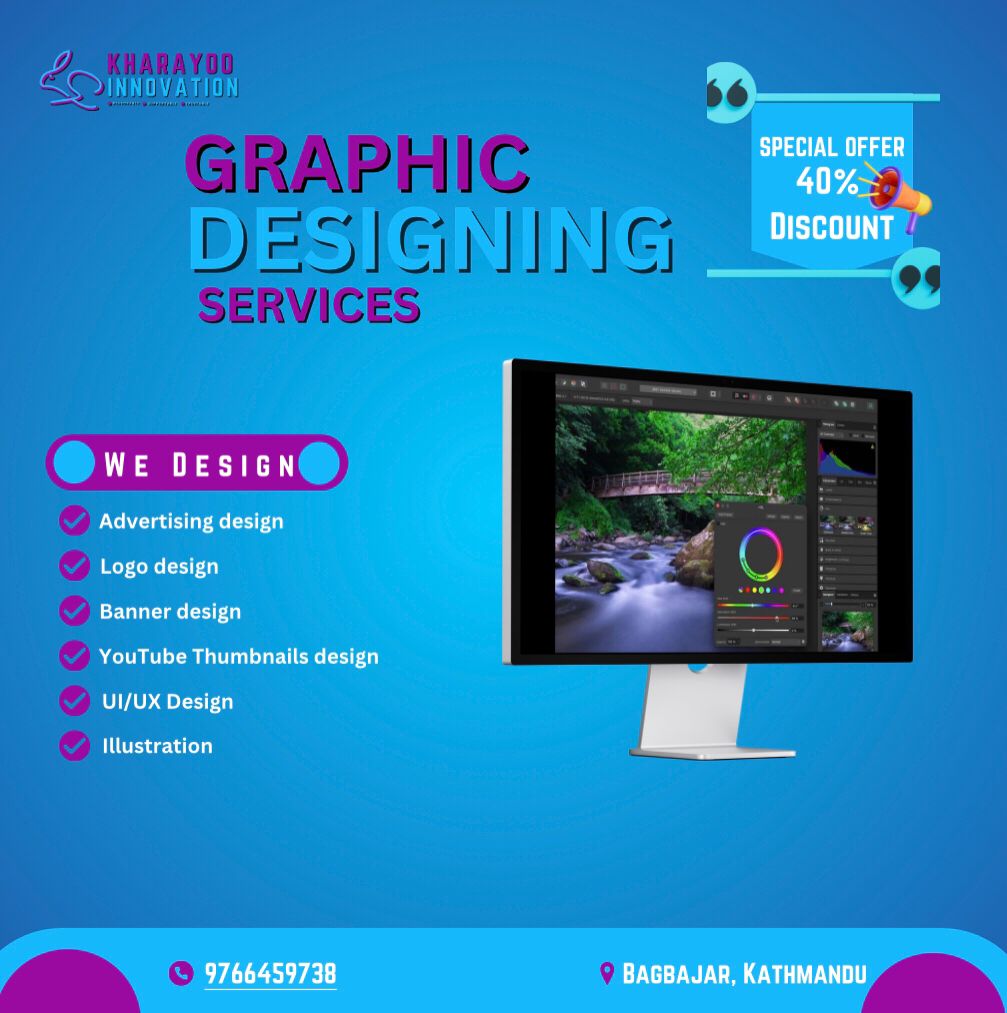 KHARAYOO
INNOVATION
GRAPHIC
DESIGNING
SERVICES
SPECIAL OFFER
40%
DISCOUNT
WE DESIGN
Advertising design
Logo design
Banner design
YouTube Thumbnails design
UI/UX Design
Illustration
9766459738
BAGBAJAR, KATHMANDU